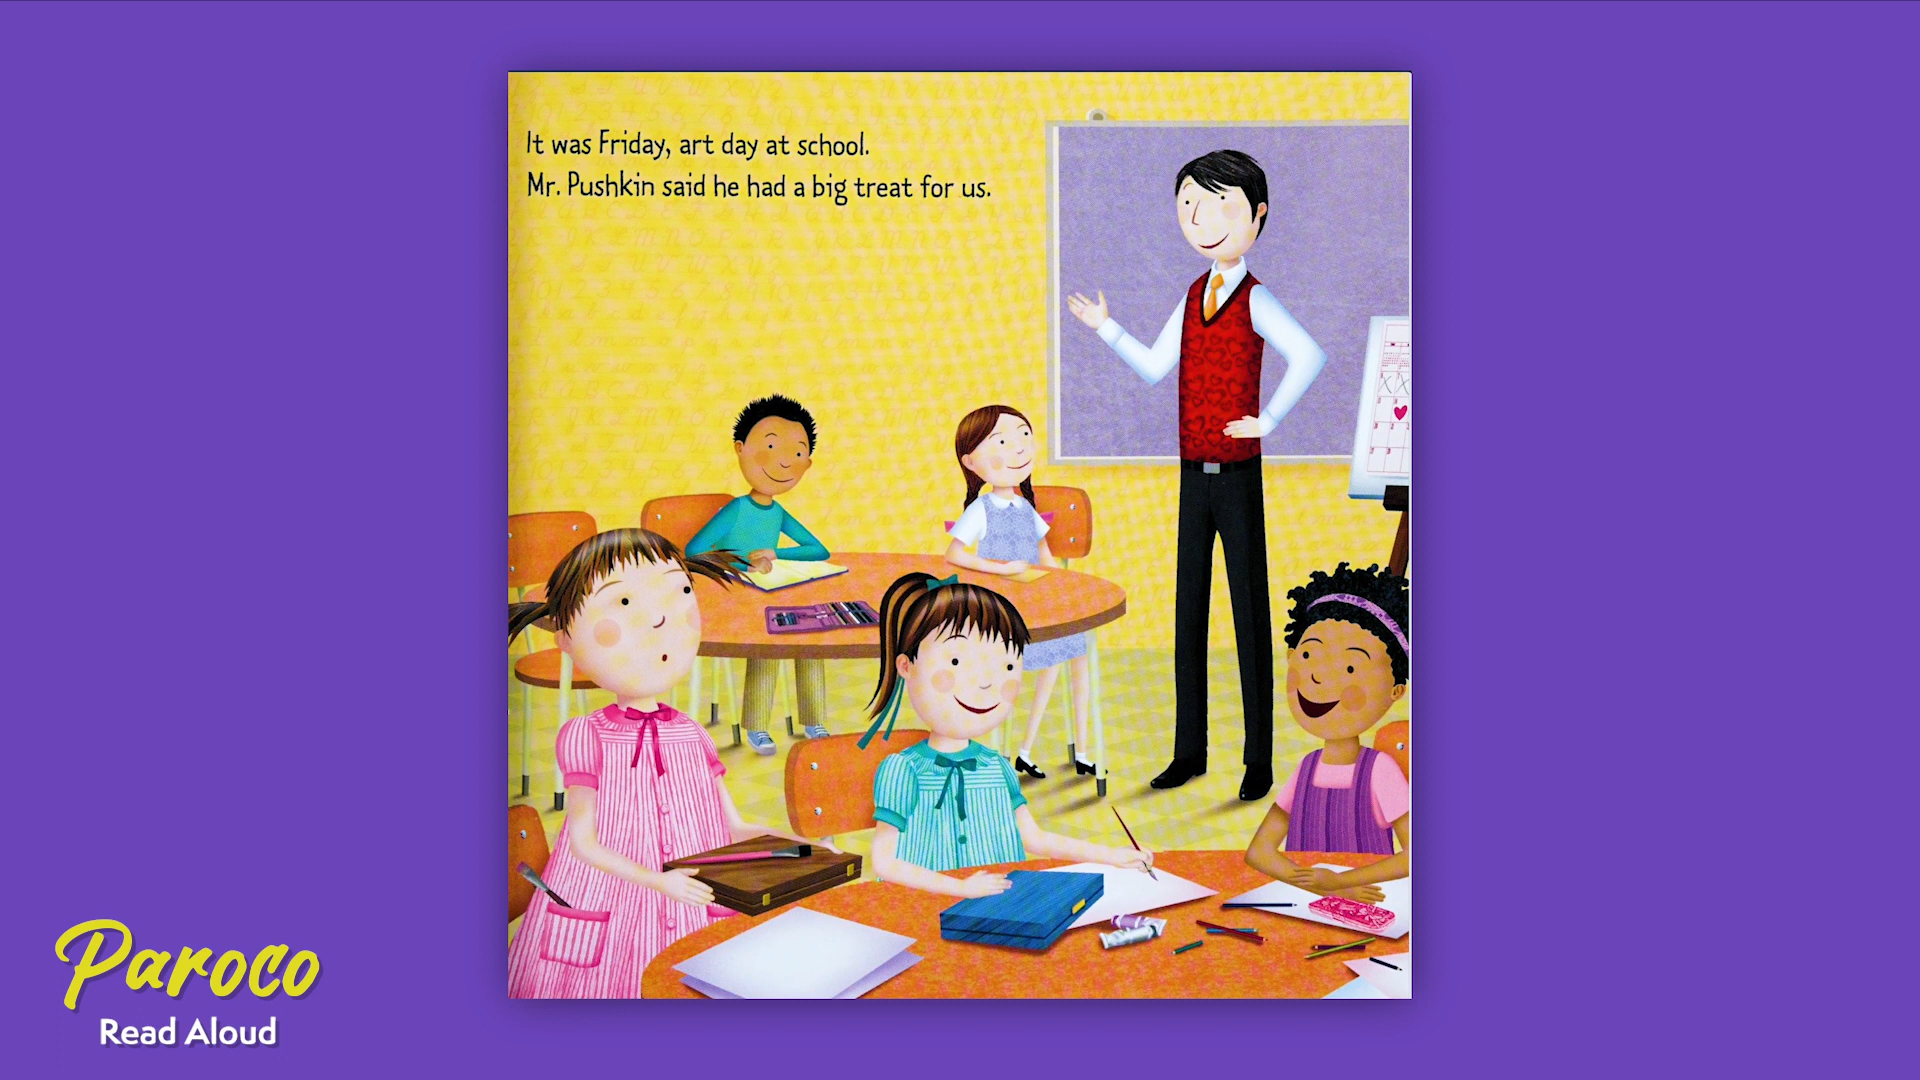 It was Friday, art day at school.
Mr. Pushkin said he had a big treat for us.
Paroco
Read Aloud